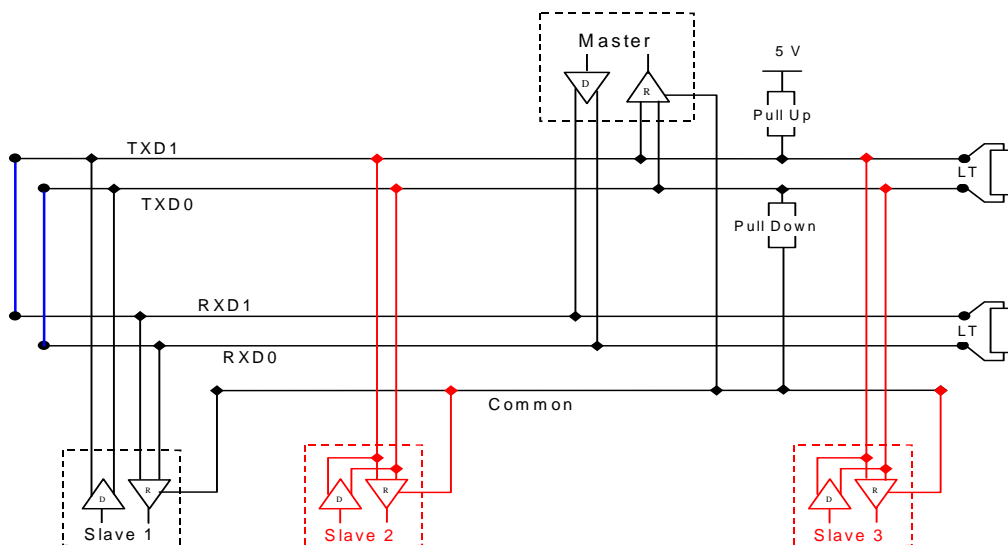 Master
5 V
D
R
Pull Up
TXD1
LT
TXD0
Pull Down
RXD1
LT
RXD0
Common
D
R
D
R
D
R
Slave 1
Slave 2
Slave 3